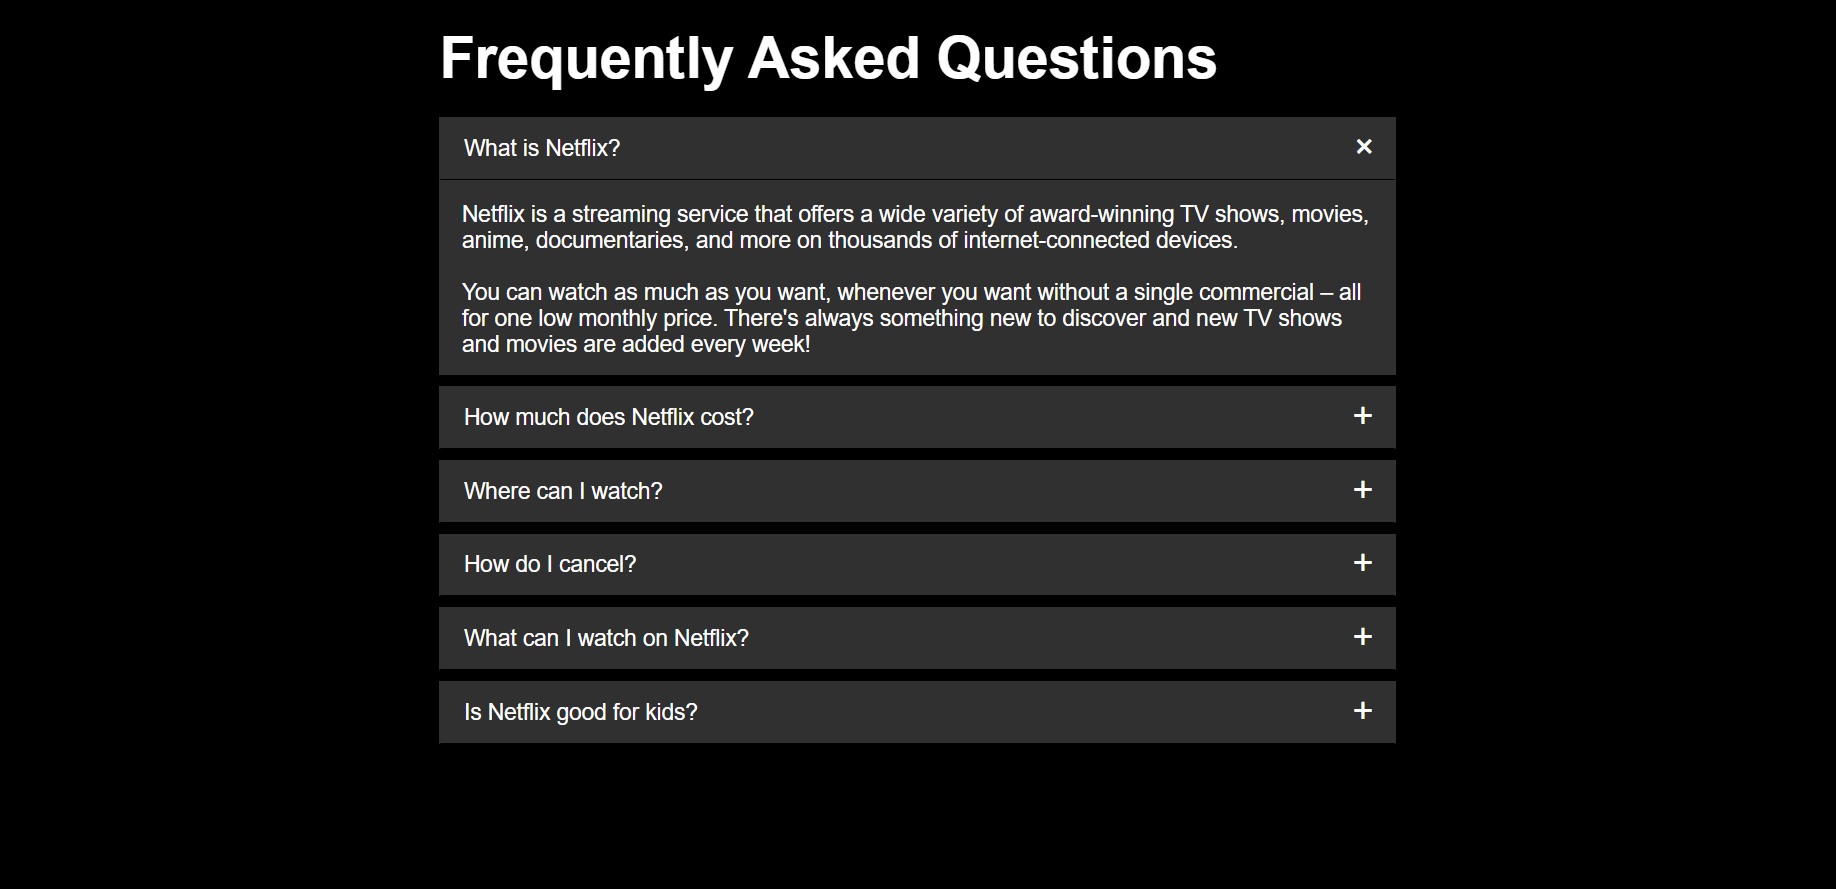 Frequently Asked Questions
What is Netflix?
Netflix is a streaming service that offers a wide variety of award-winning TV shows, movies,
anime, documentaries, and more on thousands of internet-connected devices.
You can watch as much as you want, whenever you want without a single commercial – all
for one low monthly price. There's always something new to discover and new TV shows
and movies are added every week!
How much does Netflix cost?
Where can I watch?
How do I cancel?
What can I watch on Netflix?
Is Netflix good for kids?